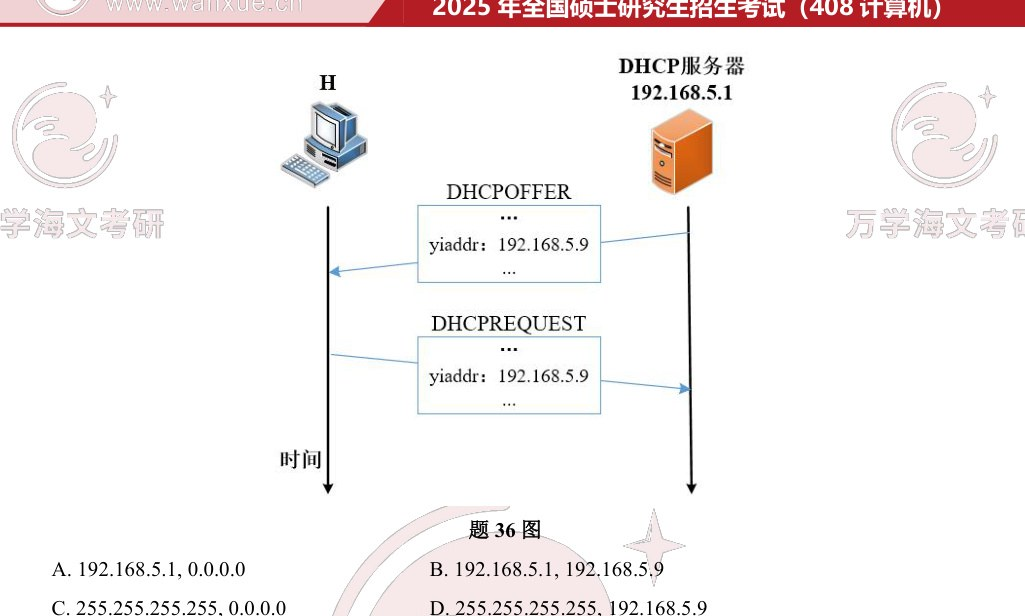 www.wanxue.cn
2025 年全国硕士研究生招生考试（408 计算机）
H
DHCP服务器
192.168.5.1
学海文考研
万学海文考研
DHCPOFFER
...
yiaddr：192.168.5.9
...
DHCPREQUEST
...
yiaddr：192.168.5.9
...
时间
题 36 图
A. 192.168.5.1, 0.0.0.0
B. 192.168.5.1, 192.168.5.9
C. 255.255.255.255, 0.0.0.0
D. 255.255.255.255, 192.168.5.9